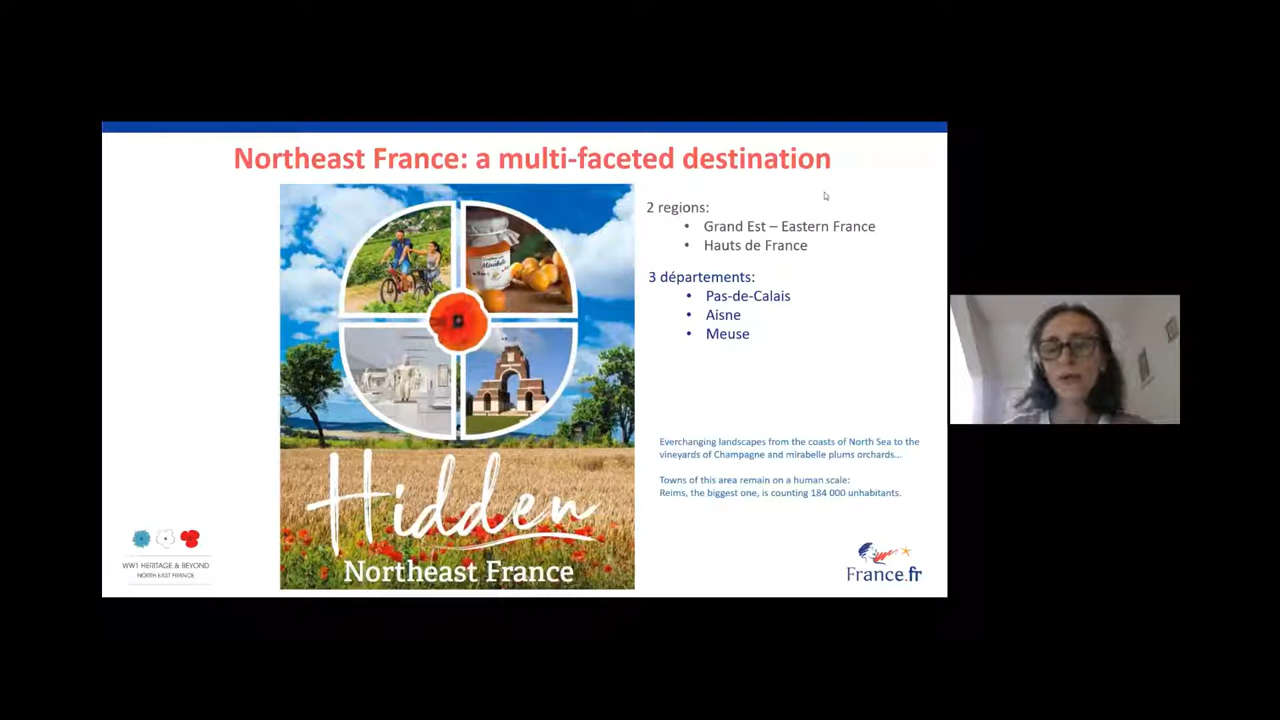 Northeast France: a multi-faceted destination
2 regions:
• Grand Est – Eastern France
• Hauts de France
3 départements:
• Pas-de-Calais
• Aisne
• Meuse
Everchanging landscapes from the coasts of North Sea to the
vineyards of Champagne and mirabelle plums orchards...
Towns of this area remain on a human scale:
Reims, the biggest one, is counting 184 000 unhabitants.
Mirabelle
Hidden
Northeast France
WW1 HERITAGE & BEYOND
NORTH EAST FRANCE
France.fr